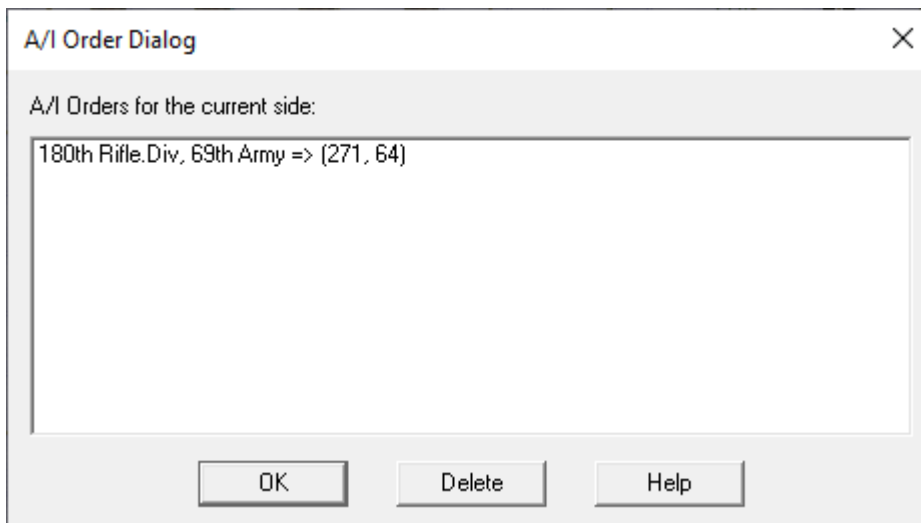 A/I Order Dialog
A/I Orders for the current side:
180th Rifle.Div, 69th Army => (271, 64)
OK
Delete
Help